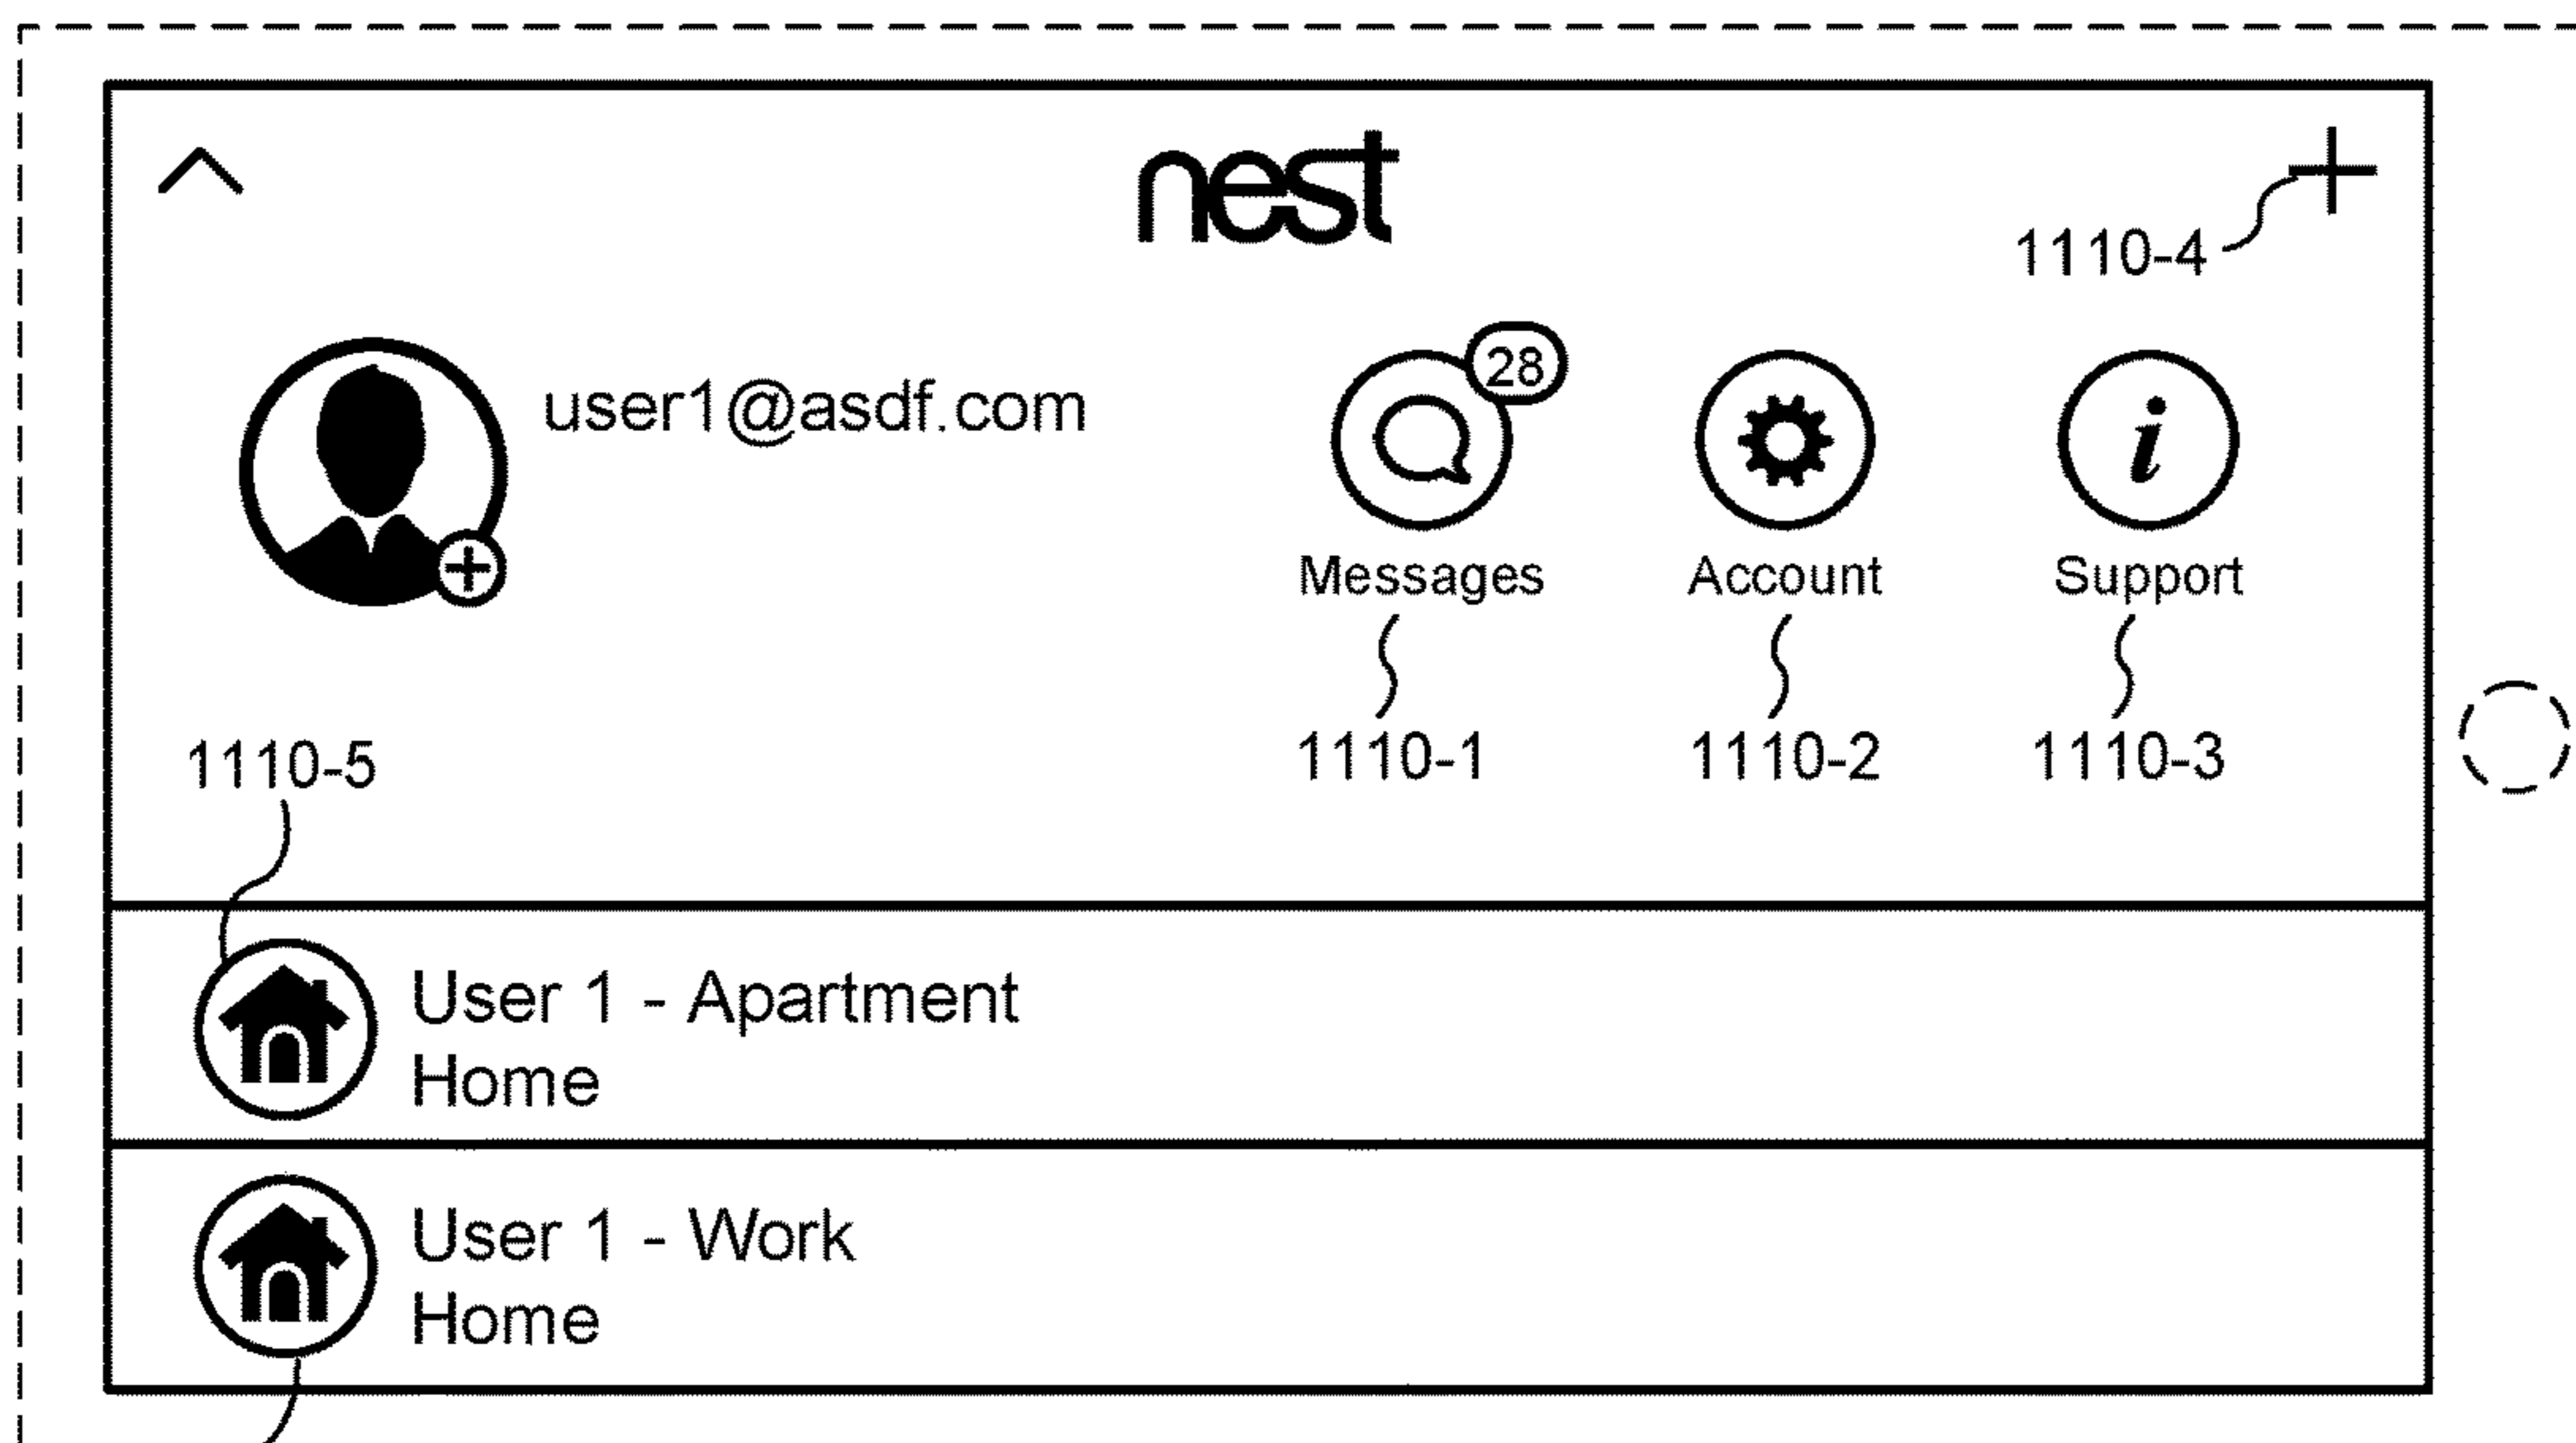 nest
1110-4
user1@asdf.com
28
i
Messages
Account
Support
1110-5
1110-1
1110-2
1110-3
User 1 - Apartment
Home
User 1 - Work
Home